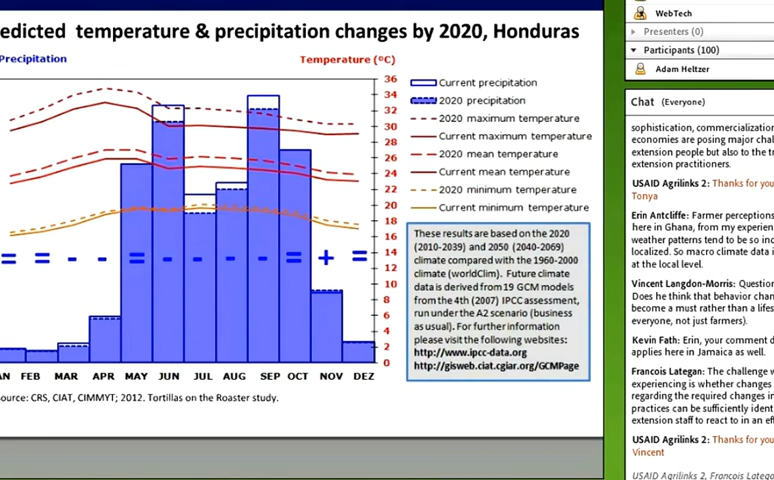 edicted temperature & precipitation changes by 2020, Honduras
Precipitation
Temperature (ºC)
36
34
32
30
28
26
24
22
20
18
16
14
12
10
8
6
4
2
0
= = - - = - - - - = + =
AN FEB MAR APR MAY JUN JUL AUG SEP OCT NOV DEZ
Current precipitation
2020 precipitation
2020 maximum temperature
Current maximum temperature
2020 mean temperature
Current mean temperature
2020 minimum temperature
Current minimum temperature
These results are based on the 2020
(2010-2039) and 2050 (2040-2069)
climate compared with the 1960-2000
climate (worldClim). Future climate
data is derived from 19 GCM models
from the 4th (2007) IPCC assessment,
run under the A2 scenario (business
as usual). For further information
please visit the following websites:
http://www.ipcc-data.org
http://gisweb.ciat.cgiar.org/GCMPage
ource: CRS, CIAT, CIMMYT; 2012. Tortillas on the Roaster study.
WebTech
Presenters (0)
Participants (100)
Adam Heltzer
Chat (Everyone)
sophistication, commercializatio
economies are posing major chal
extension people but also to the tr
extension practitioners.
USAID Agrilinks 2: Thanks for you
Tonya
Erin Antcliffe: Farmer perceptions
here in Ghana, from my experien
weather patterns tend to be so inc
localized. So macro climate data i
at the local level.
Vincent Langdon-Morris: Question
Does he think that behavior chan
become a must rather than a lifes
everyone, not just farmers).
Kevin Fath: Erin, your comment d
applies here in Jamaica as well.
Francois Lategan: The challenge w
experiencing is whether changes
regarding the required changes in
practices can be sufficiently ident
extension staff to react to in an eff
USAID Agrilinks 2: Thanks for you
Vincent
USAID Agrilinks 2, Francois Latega